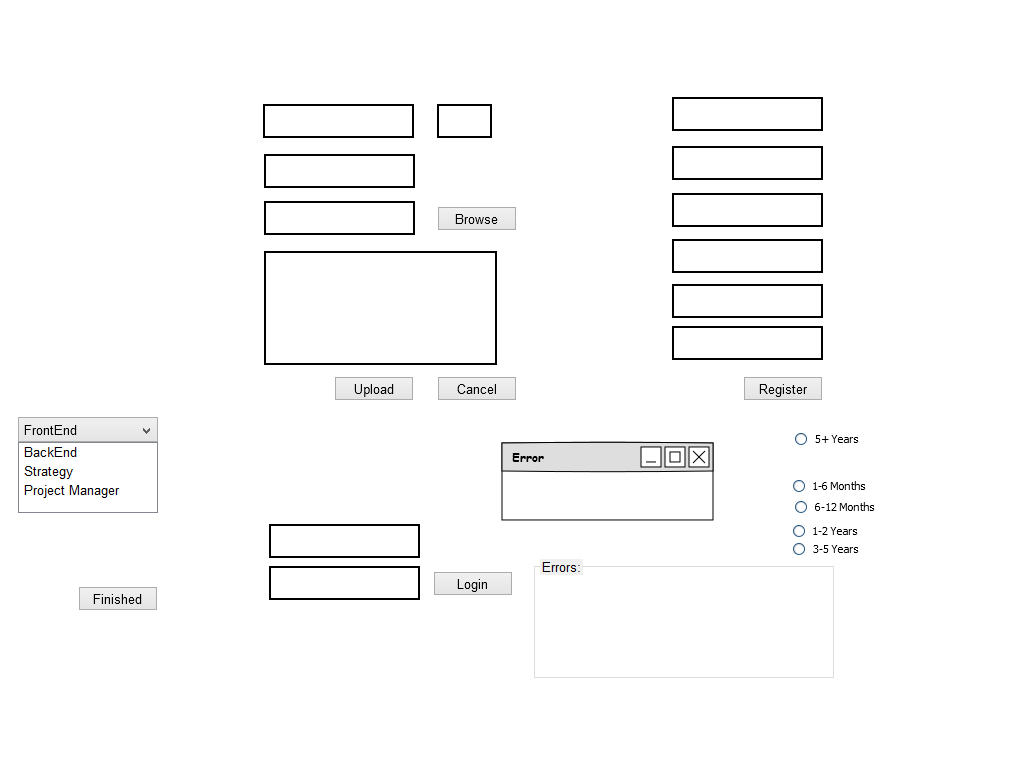 Browse
Upload
Cancel
Register
FrontEnd
BackEnd
Strategy
Project Manager
Error
5+ Years
1-6 Months
6-12 Months
1-2 Years
3-5 Years
Errors:
Login
Finished